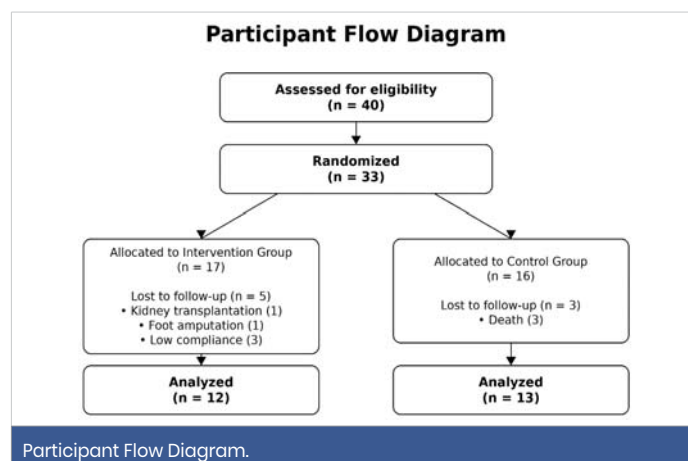 Participant Flow Diagram
Assessed for eligibility
(n = 40)
Randomized
(n = 33)
Allocated to Intervention Group
(n = 17)
Lost to follow-up (n = 5)
• Kidney transplantation (1)
• Foot amputation (1)
• Low compliance (3)
Allocated to Control Group
(n = 16)
Lost to follow-up (n = 3)
• Death (3)
Analyzed
(n = 12)
Analyzed
(n = 13)
Participant Flow Diagram.